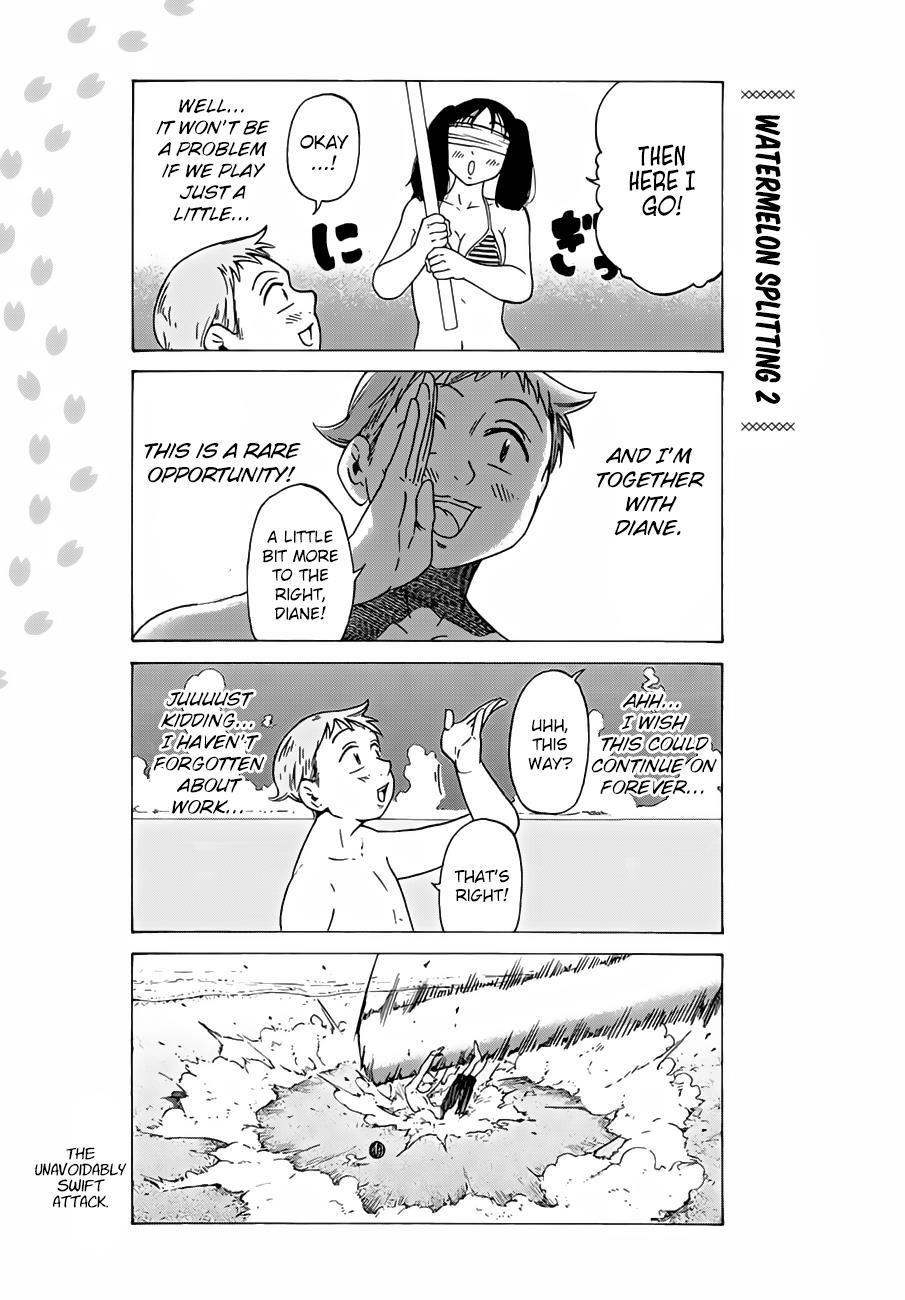 WATERMELON SPLITTING 2
THEN
HERE I
GO!
ぎっ
OKAY
...!
に
WELL...
IT WON'T BE
A PROBLEM
IF WE PLAY
JUST A
LITTLE...
AND I'M
TOGETHER
WITH
DIANE.
THIS IS A RARE
OPPORTUNITY!
A LITTLE
BIT MORE
TO THE
RIGHT,
DIANE!
AHH...
I WISH
THIS COULD
CONTINUE ON
FOREVER...
UHH,
THIS
WAY?
THAT'S
RIGHT!
JUUUUST
KIDDING...
I HAVEN'T
FORGOTTEN
ABOUT
WORK...
THE
UNAVOIDABLY
SWIFT
ATTACK.